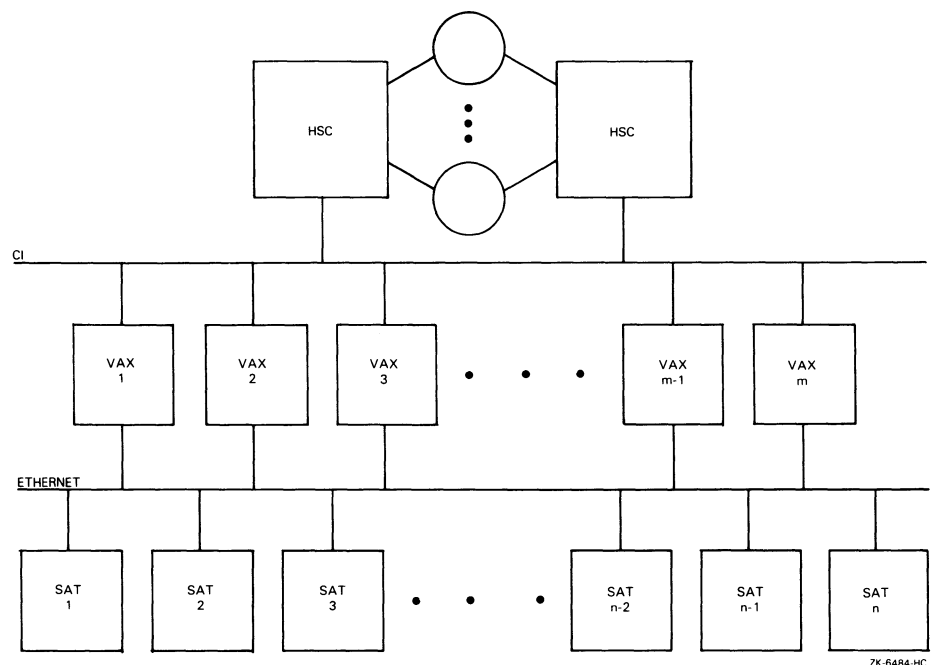 HSC
HSC
CI
VAX
1
VAX
2
VAX
3
VAX
m-1
VAX
m
ETHERNET
SAT
1
SAT
2
SAT
3
SAT
n-2
SAT
n-1
SAT
n
ZK-6484-HC